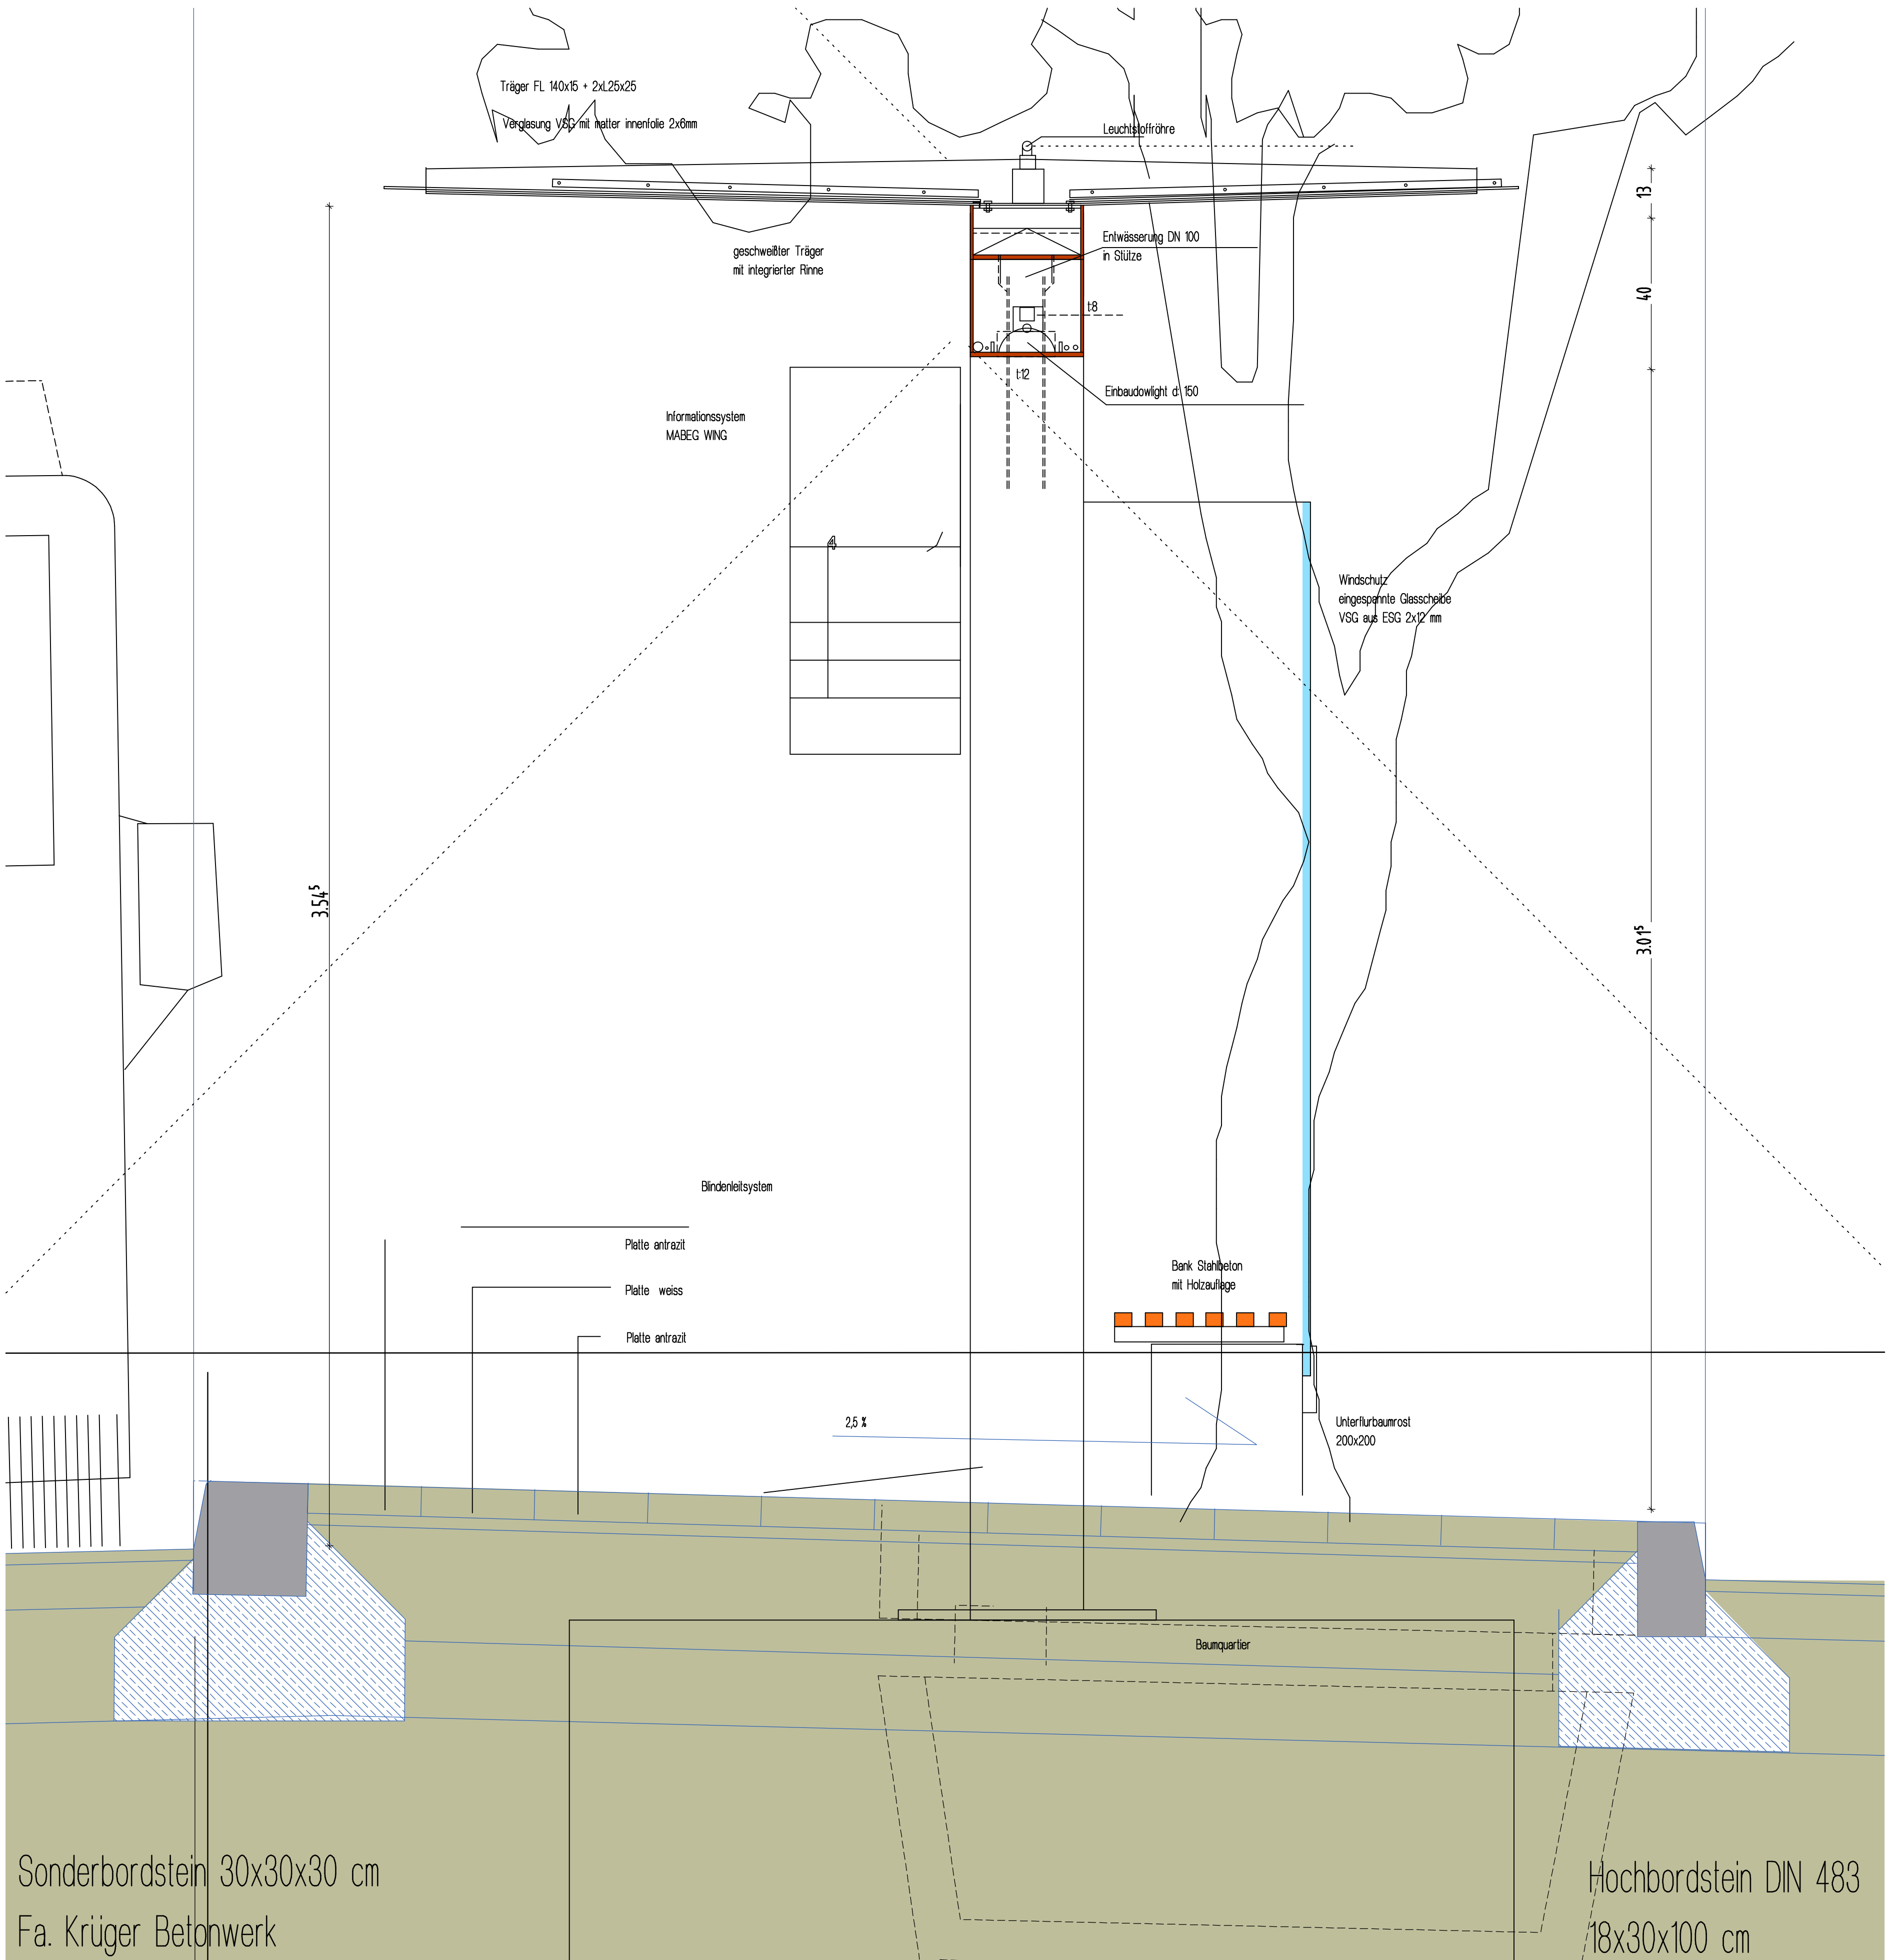 Träger FL 140x15 + 2xL25x25
Verglasung VSG mit matter innenfolie 2x6mm
Leuchtstoffröhre
13
geschweißter Träger
mit integrierter Rinne
Entwässerung DN 100
in Stütze
40
t:8
t:12
Einbaudowlight d: 150
Informationssystem
MABEG WING
4
Windschutz
eingespannte Glasscheibe
VSG aus ESG 2x12 mm
3.54⁵
3.01⁵
Blindenleitsystem
Platte antrazit
Platte weiss
Platte antrazit
Bank Stahlbeton
mit Holzauflage
2,5 %
Unterflurbaumrost
200x200
Baumquartier
Sonderbordstein 30x30x30 cm
Fa. Krüger Betonwerk
Hochbordstein DIN 483
18x30x100 cm